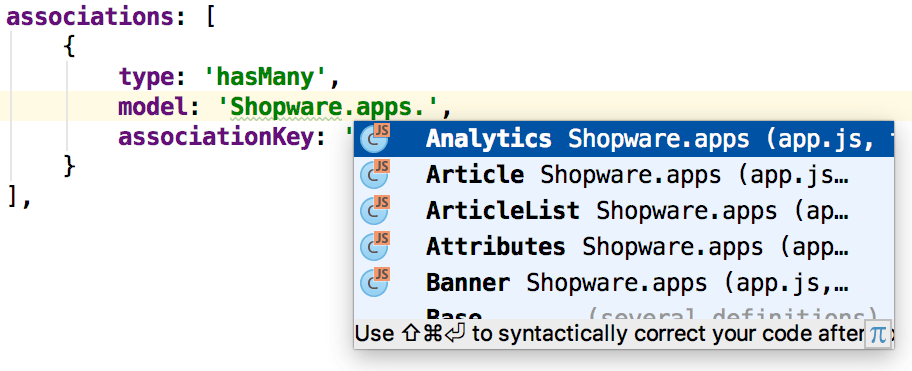 associations: [
{
type: 'hasMany',
model: 'Shopware.apps.',
associationKey: '
}
],
JS C Analytics Shopware.apps (app.js,
JS C Article Shopware.apps (app.js…
JS C ArticleList Shopware.apps (ap…
JS C Attributes Shopware.apps (app…
JS C Banner Shopware.apps (app.js,…
Base (several definitions)
Use ⇧⌘⏎ to syntactically correct your code after π